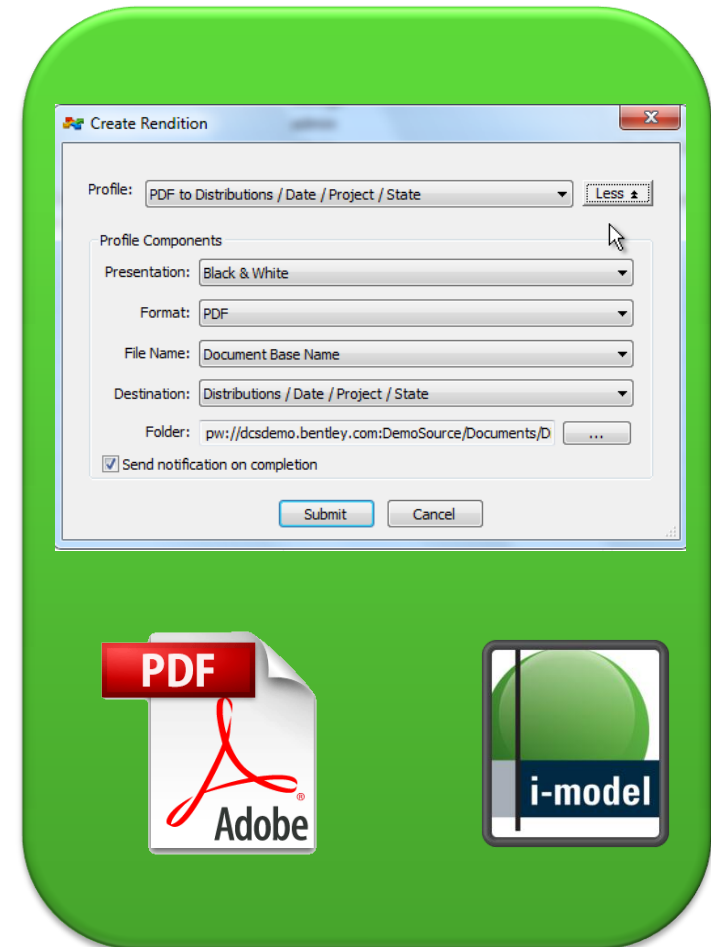 Create Rendition
Profile: PDF to Distributions / Date / Project / State Less
Profile Components
Presentation: Black & White
Format: PDF
File Name: Document Base Name
Destination: Distributions / Date / Project / State
Folder: pw://dcsdemo.bentley.com:DemoSource/Documents/D ...
Send notification on completion
Submit Cancel
PDF
Adobe®
i-model